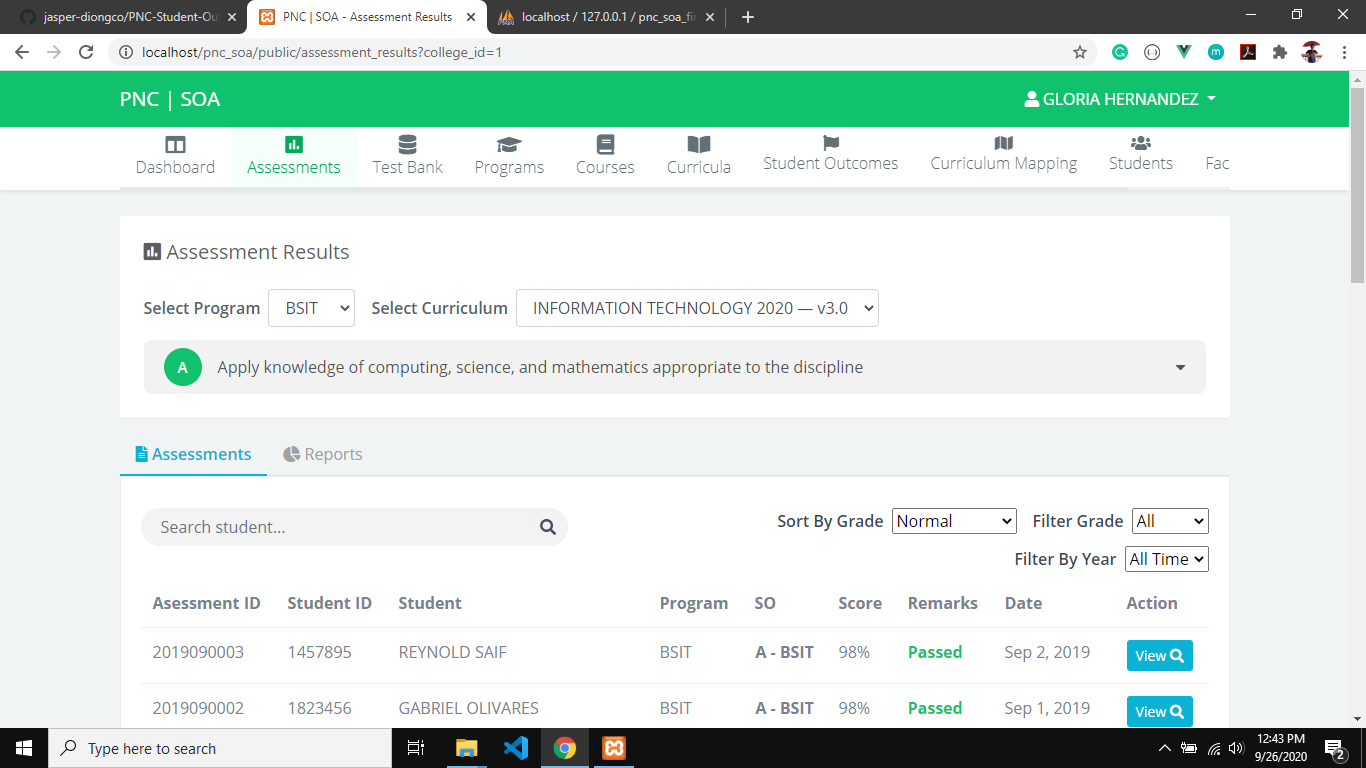 jasper-diongco/PNC-Student-Ou
PNC | SOA - Assessment Results
localhost / 127.0.0.1 / pnc_soa_fir
localhost/pnc_soa/public/assessment_results?college_id=1
PNC | SOA
GLORIA HERNANDEZ
Dashboard
Assessments
Test Bank
Programs
Courses
Curricula
Student Outcomes
Curriculum Mapping
Students
Fac
Assessment Results
Select Program BSIT Select Curriculum INFORMATION TECHNOLOGY 2020 — v3.0
A Apply knowledge of computing, science, and mathematics appropriate to the discipline
Assessments Reports
Search student...
Sort By Grade Normal Filter Grade All
Filter By Year All Time
Asessment ID Student ID Student Program SO Score Remarks Date Action
2019090003 1457895 REYNOLD SAIF BSIT A - BSIT 98% Passed Sep 2, 2019 View
2019090002 1823456 GABRIEL OLIVARES BSIT A - BSIT 98% Passed Sep 1, 2019 View
Type here to search
12:43 PM
9/26/2020
2